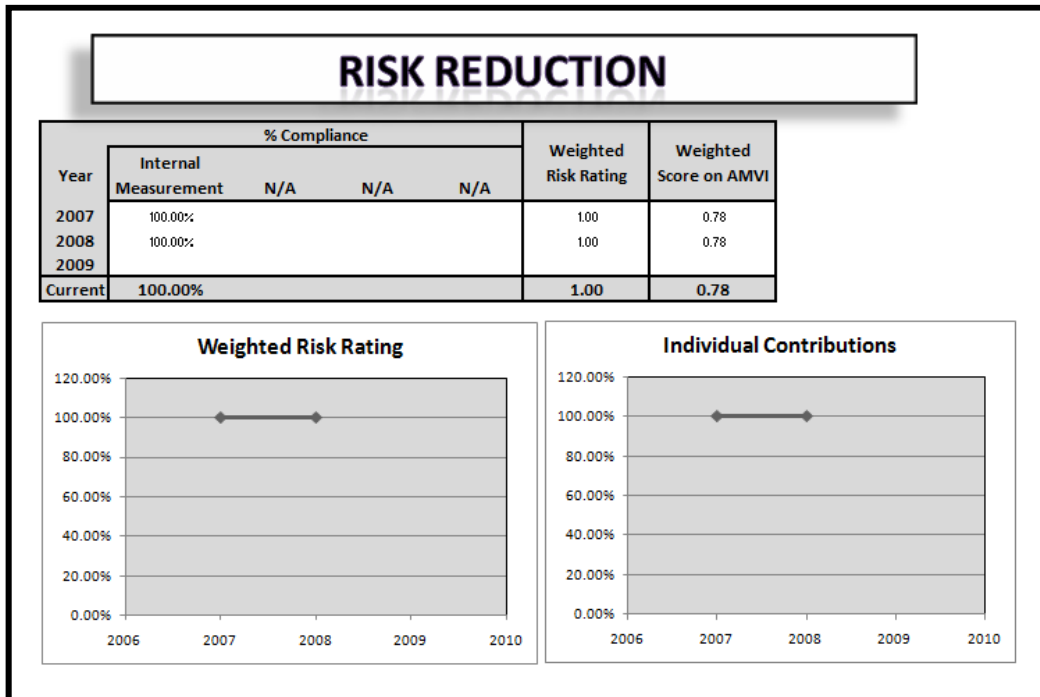 RISK REDUCTION
% Compliance
Year Internal Measurement N/A N/A N/A Weighted Risk Rating Weighted Score on AMVI
2007 100.00% 1.00 0.78
2008 100.00% 1.00 0.78
2009
Current 100.00% 1.00 0.78
Weighted Risk Rating
120.00%
100.00%
80.00%
60.00%
40.00%
20.00%
0.00%
2006 2007 2008 2009 2010
Individual Contributions
120.00%
100.00%
80.00%
60.00%
40.00%
20.00%
0.00%
2006 2007 2008 2009 2010